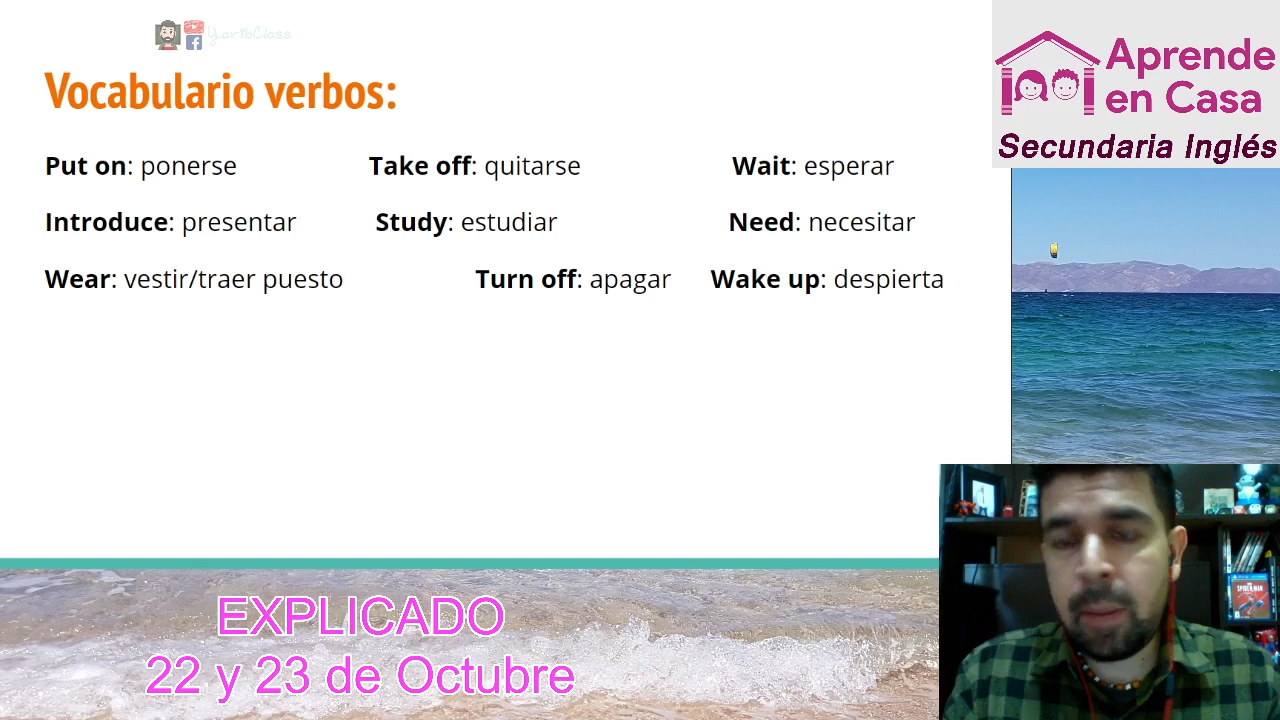 YorToClass
Vocabulario verbos:
Put on: ponerse Take off: quitarse Wait: esperar
Introduce: presentar Study: estudiar Need: necesitar
Wear: vestir/traer puesto Turn off: apagar Wake up: despierta
Aprende
en Casa
Secundaria Inglés
EXPLICADO
22 y 23 de Octubre